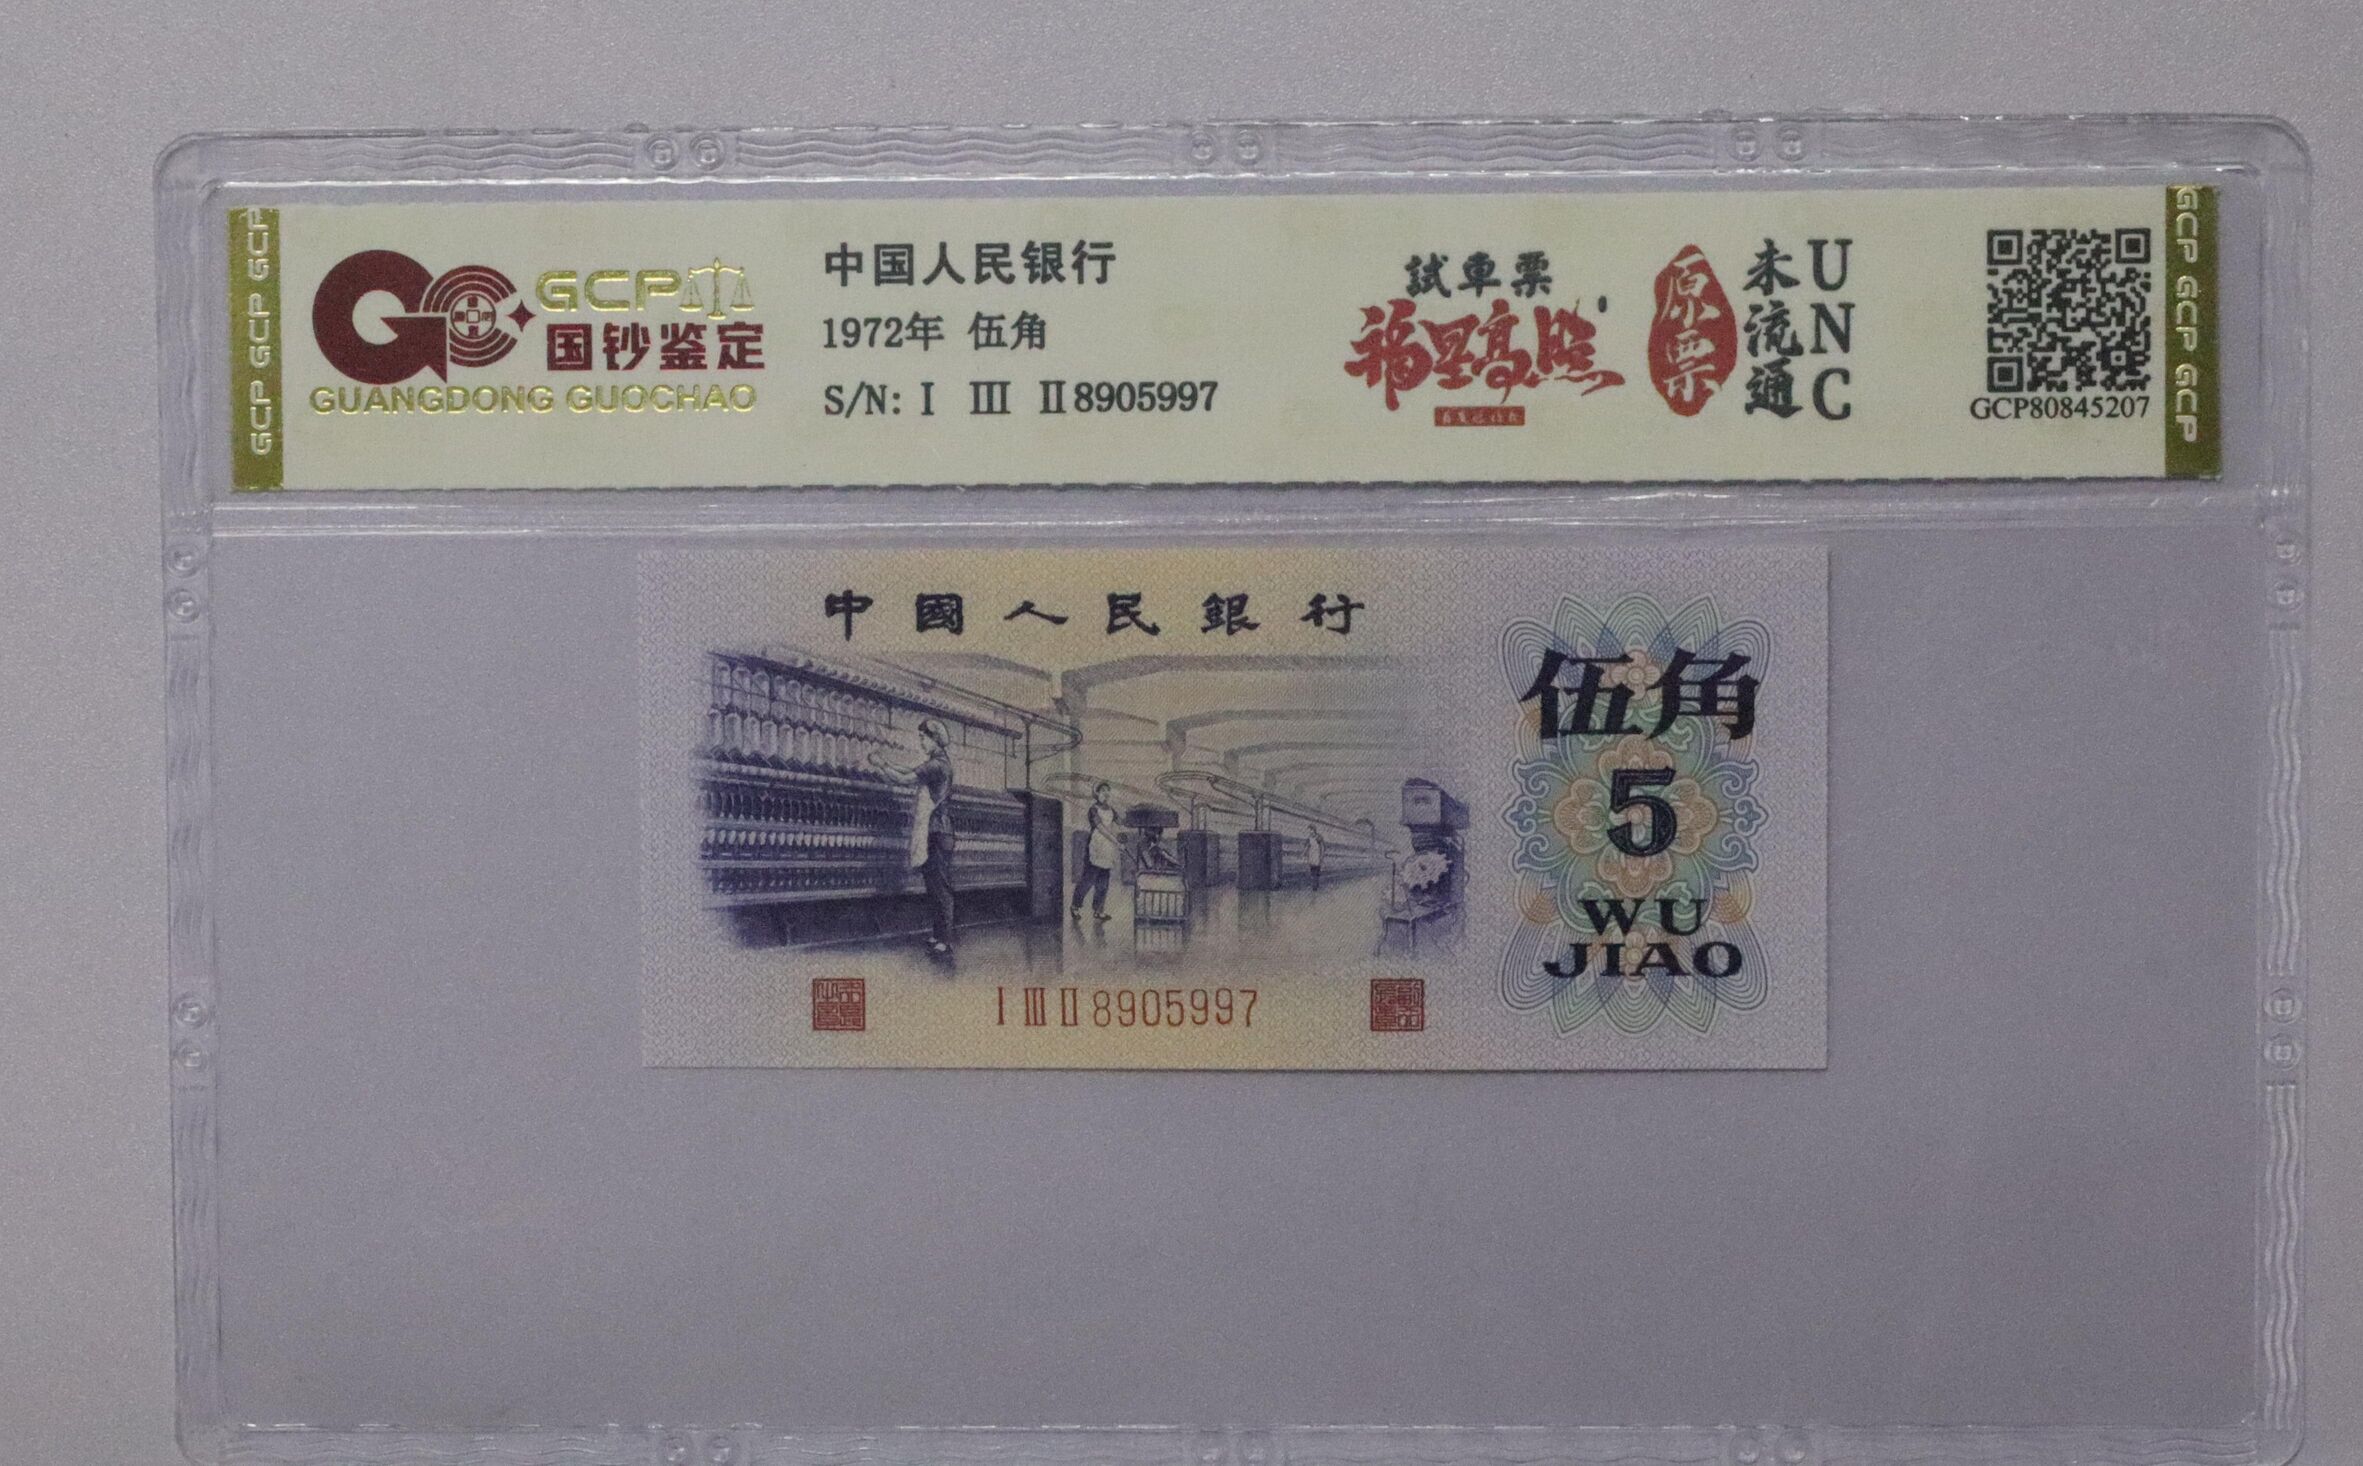 GCP GCP GCP
GCP
国钞鉴定
GUANGDONG GUOCHAO
中国人民银行
1972年 伍角
S/N: I III II 8905997
試車票
福星高照
原票
未流通
UNC
GCP80845207
GCP GCP GCP GCP
中國人民銀行
伍角
5
WU
JIAO
I III II 8905997